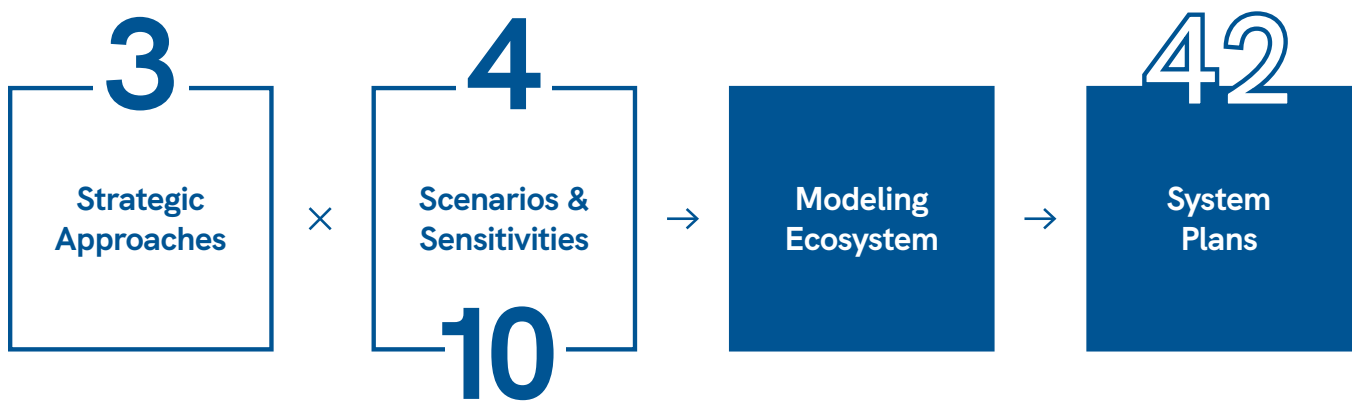 3
Strategic
Approaches
×
4
Scenarios &
Sensitivities
10
→
Modeling
Ecosystem
→
42
System
Plans